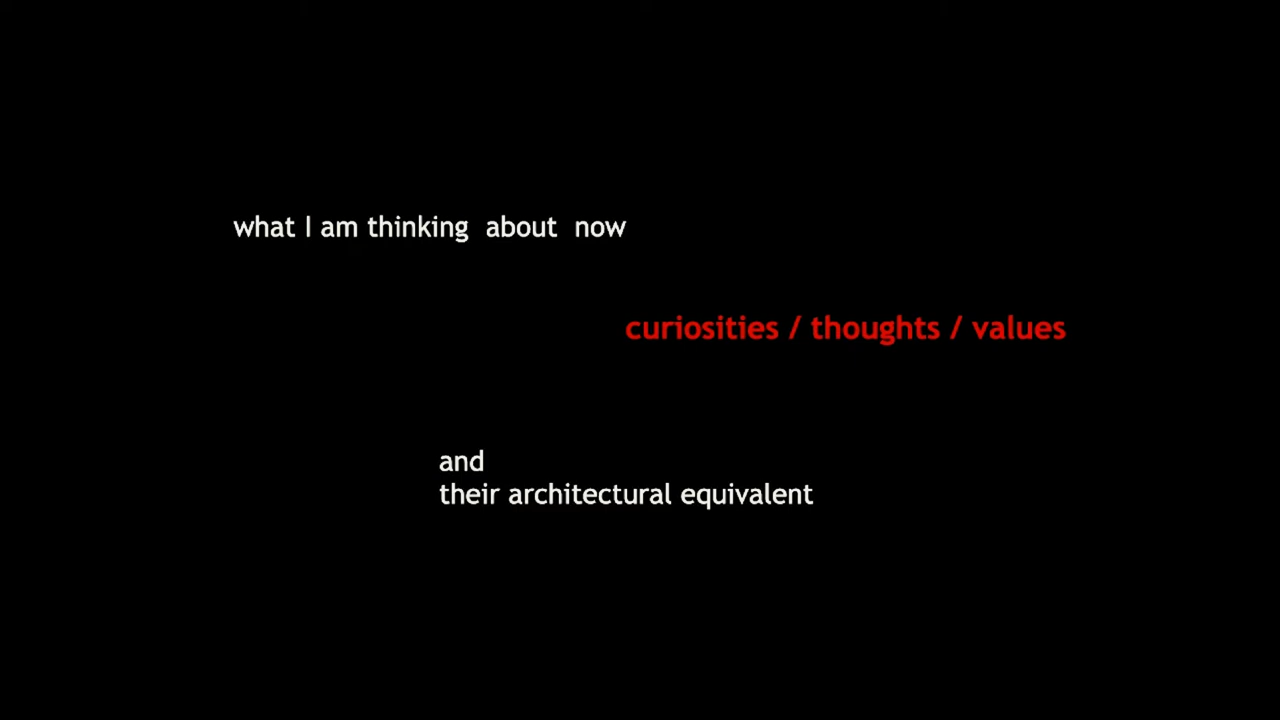 what I am thinking about now
curiosities / thoughts / values
and
their architectural equivalent